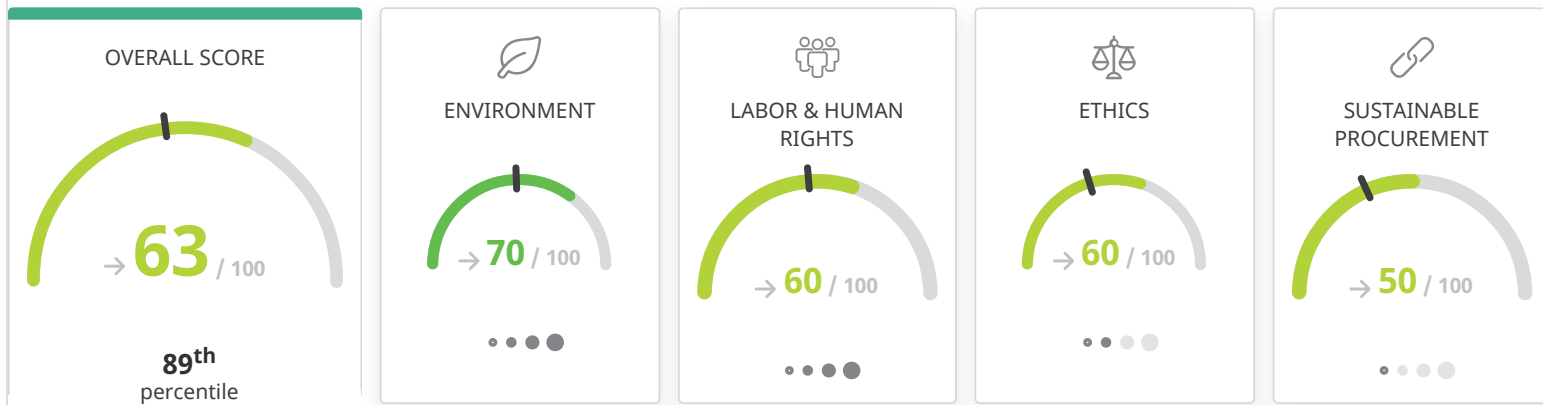 OVERALL SCORE
→ 63 / 100
89th
percentile
ENVIRONMENT
→ 70 / 100
LABOR & HUMAN
RIGHTS
→ 60 / 100
ETHICS
→ 60 / 100
SUSTAINABLE
PROCUREMENT
→ 50 / 100